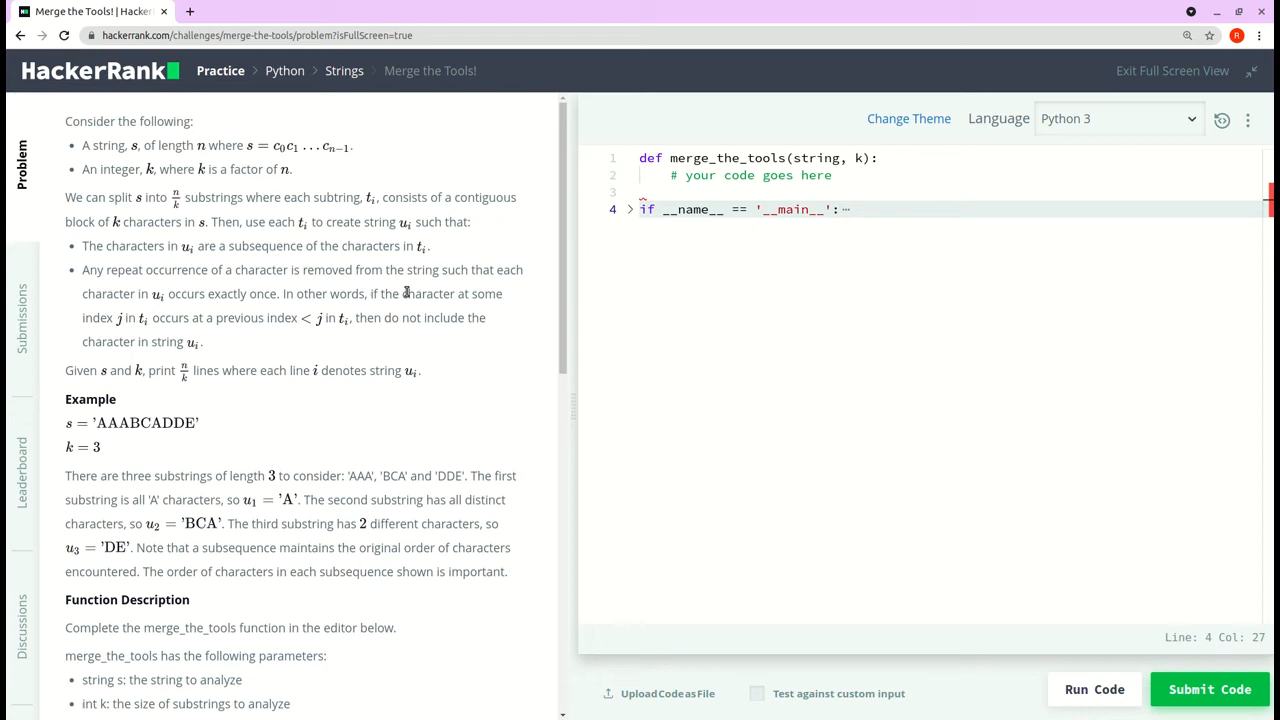 Merge the Tools! | Hacker
hackerrank.com/challenges/merge-the-tools/problem?isFullScreen=true
R
HackerRank
Practice > Python > Strings > Merge the Tools!
Exit Full Screen View
Problem
Submissions
Leaderboard
Discussions
Consider the following:
• A string, s, of length n where s = c₀c₁ . . . cₙ₋₁.
• An integer, k, where k is a factor of n.
We can split s into n/k substrings where each subtring, tᵢ, consists of a contiguous
block of k characters in s. Then, use each tᵢ to create string uᵢ such that:
• The characters in uᵢ are a subsequence of the characters in tᵢ.
• Any repeat occurrence of a character is removed from the string such that each
character in uᵢ occurs exactly once. In other words, if the character at some
index j in tᵢ occurs at a previous index < j in tᵢ, then do not include the
character in string uᵢ.
Given s and k, print n/k lines where each line i denotes string uᵢ.
Example
s = 'AAABCADDE'
k = 3
There are three substrings of length 3 to consider: 'AAA', 'BCA' and 'DDE'. The first
substring is all 'A' characters, so u₁ = 'A'. The second substring has all distinct
characters, so u₂ = 'BCA'. The third substring has 2 different characters, so
u₃ = 'DE'. Note that a subsequence maintains the original order of characters
encountered. The order of characters in each subsequence shown is important.
Function Description
Complete the merge_the_tools function in the editor below.
merge_the_tools has the following parameters:
• string s: the string to analyze
• int k: the size of substrings to analyze
Change Theme Language Python 3
1 def merge_the_tools(string, k):
2     # your code goes here
3
4 > if __name__ == '__main__':⋯
Line: 4 Col: 27
Upload Code as File
Test against custom input
Run Code
Submit Code